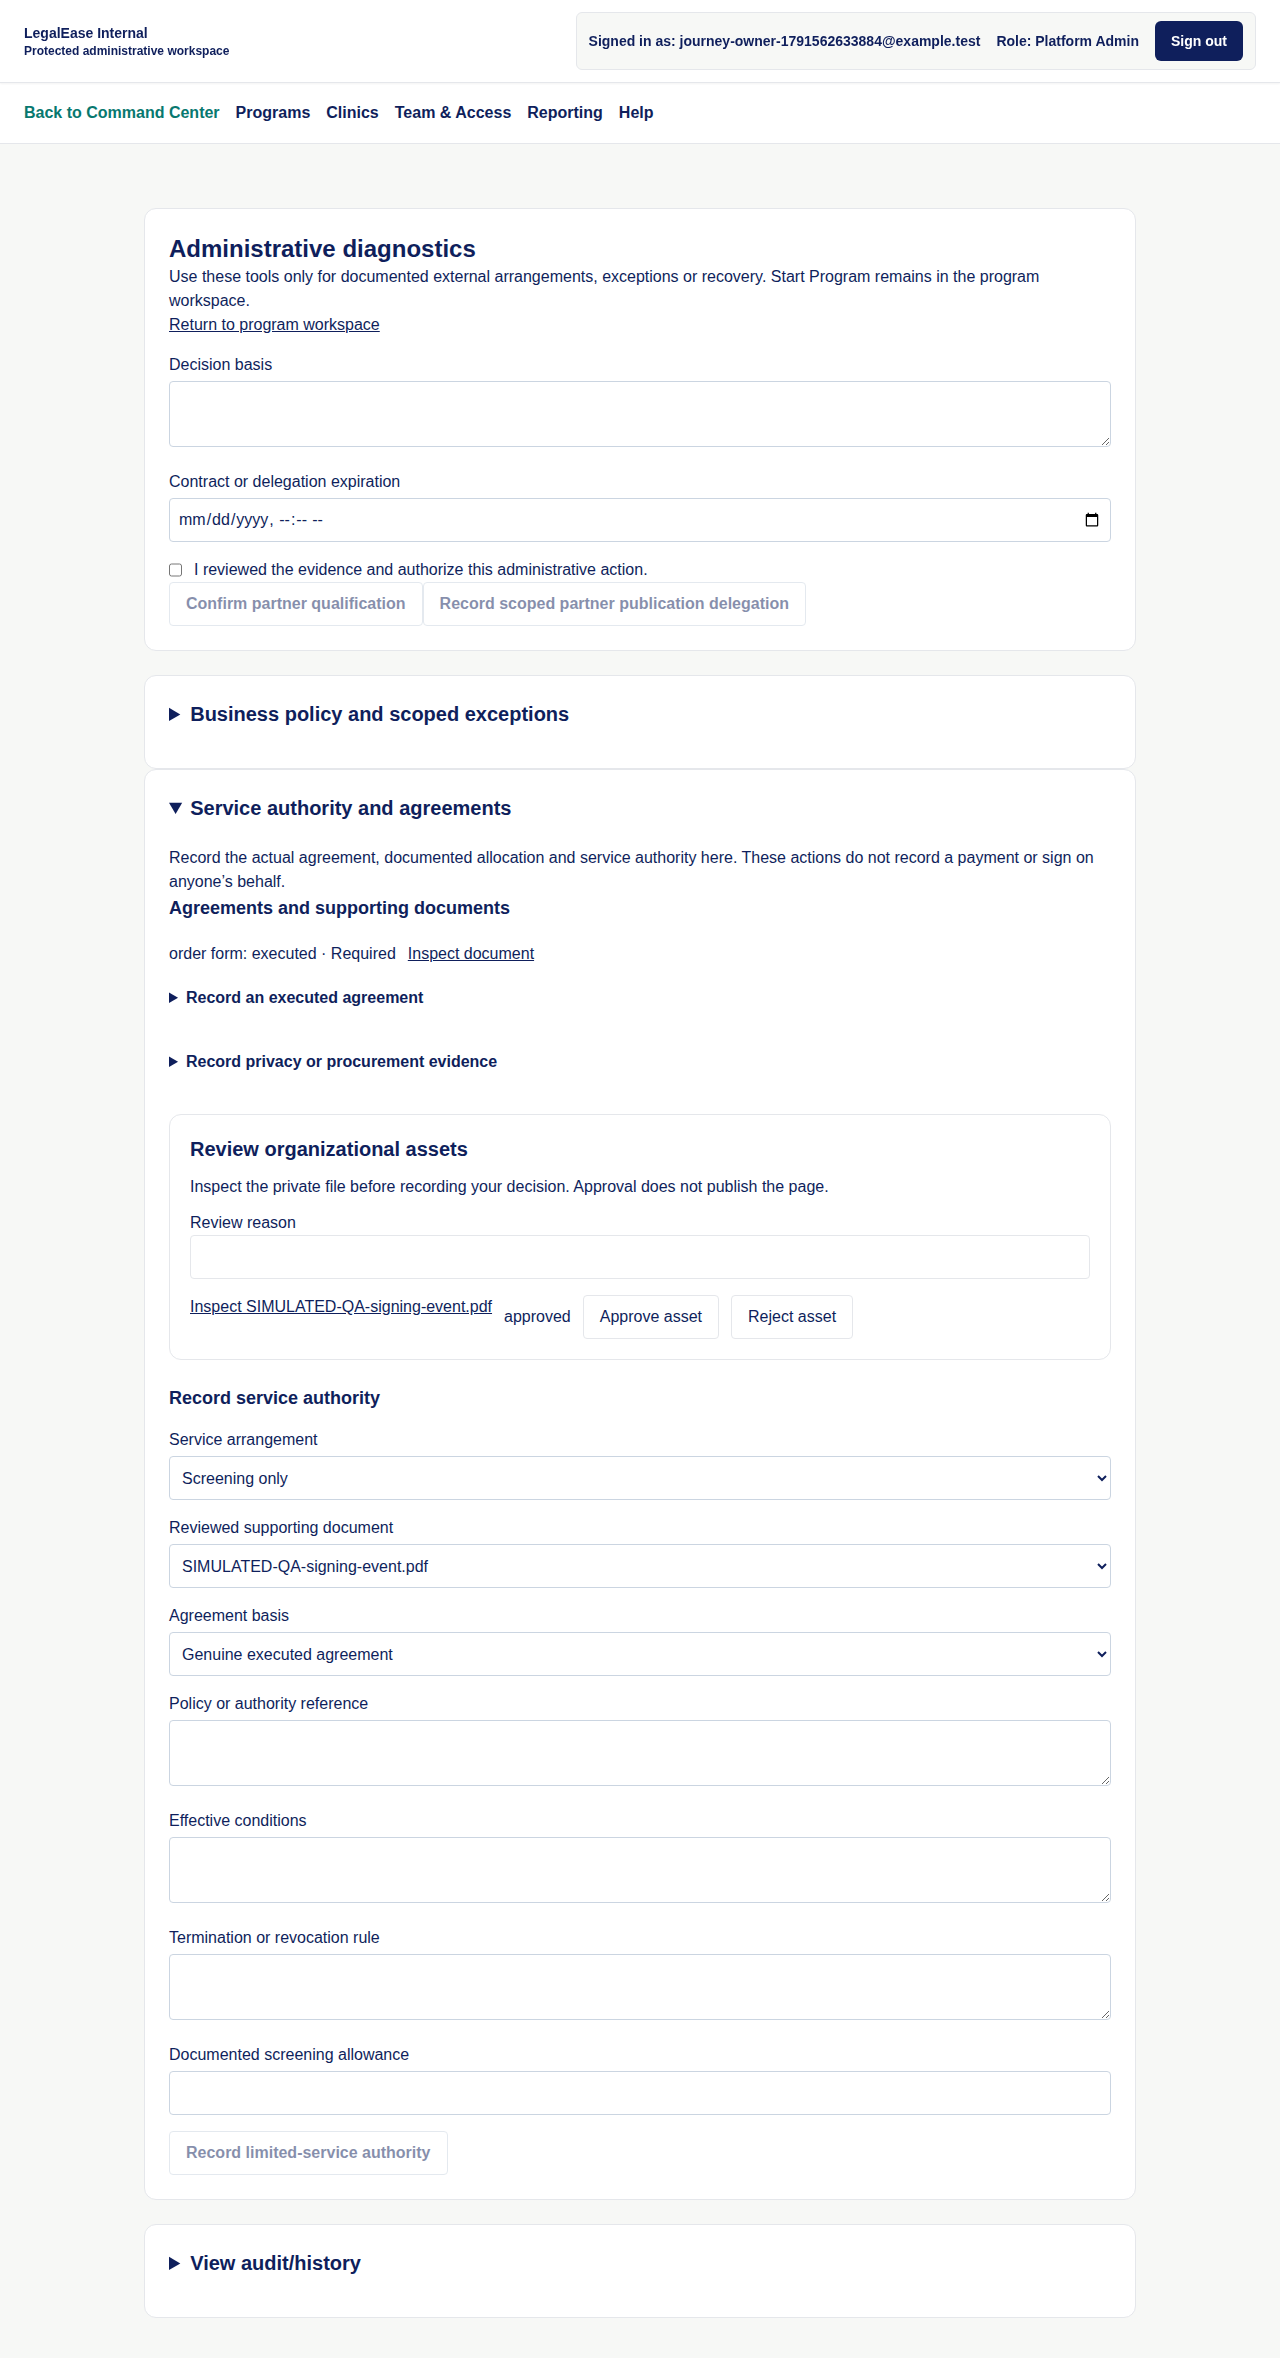 LegalEase Internal
Protected administrative workspace
Signed in as: journey-owner-1791562633884@example.test Role: Platform Admin Sign out
Back to Command Center Programs Clinics Team & Access Reporting Help
Administrative diagnostics
Use these tools only for documented external arrangements, exceptions or recovery. Start Program remains in the program
workspace.
Return to program workspace
Decision basis
Contract or delegation expiration
mm/dd/yyyy, --:-- --
I reviewed the evidence and authorize this administrative action.
Confirm partner qualification Record scoped partner publication delegation
Business policy and scoped exceptions
Service authority and agreements
Record the actual agreement, documented allocation and service authority here. These actions do not record a payment or sign on
anyone’s behalf.
Agreements and supporting documents
order form: executed · Required Inspect document
Record an executed agreement
Record privacy or procurement evidence
Review organizational assets
Inspect the private file before recording your decision. Approval does not publish the page.
Review reason
Inspect SIMULATED-QA-signing-event.pdf approved Approve asset Reject asset
Record service authority
Service arrangement
Screening only
Reviewed supporting document
SIMULATED-QA-signing-event.pdf
Agreement basis
Genuine executed agreement
Policy or authority reference
Effective conditions
Termination or revocation rule
Documented screening allowance
Record limited-service authority
View audit/history